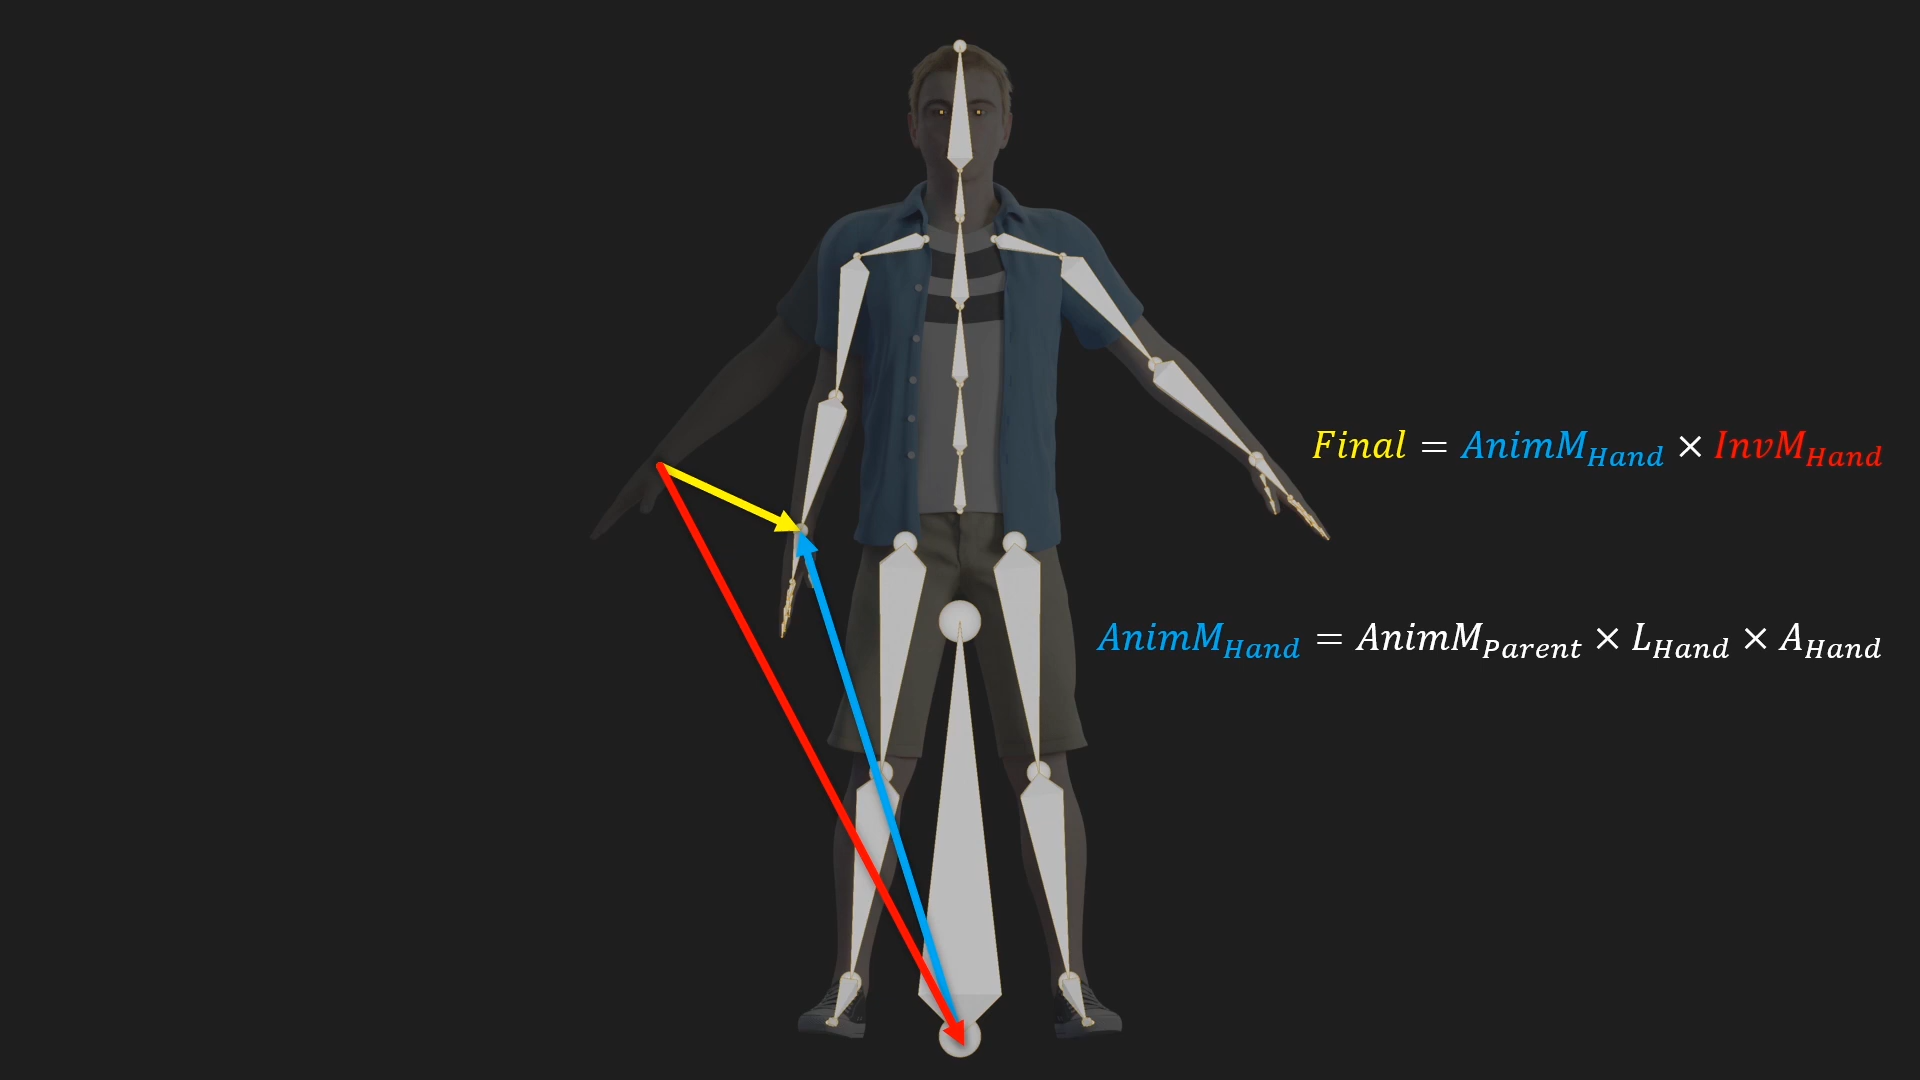 Final = AnimM_Hand × InvM_Hand
AnimM_Hand = AnimM_Parent × L_Hand × A_Hand